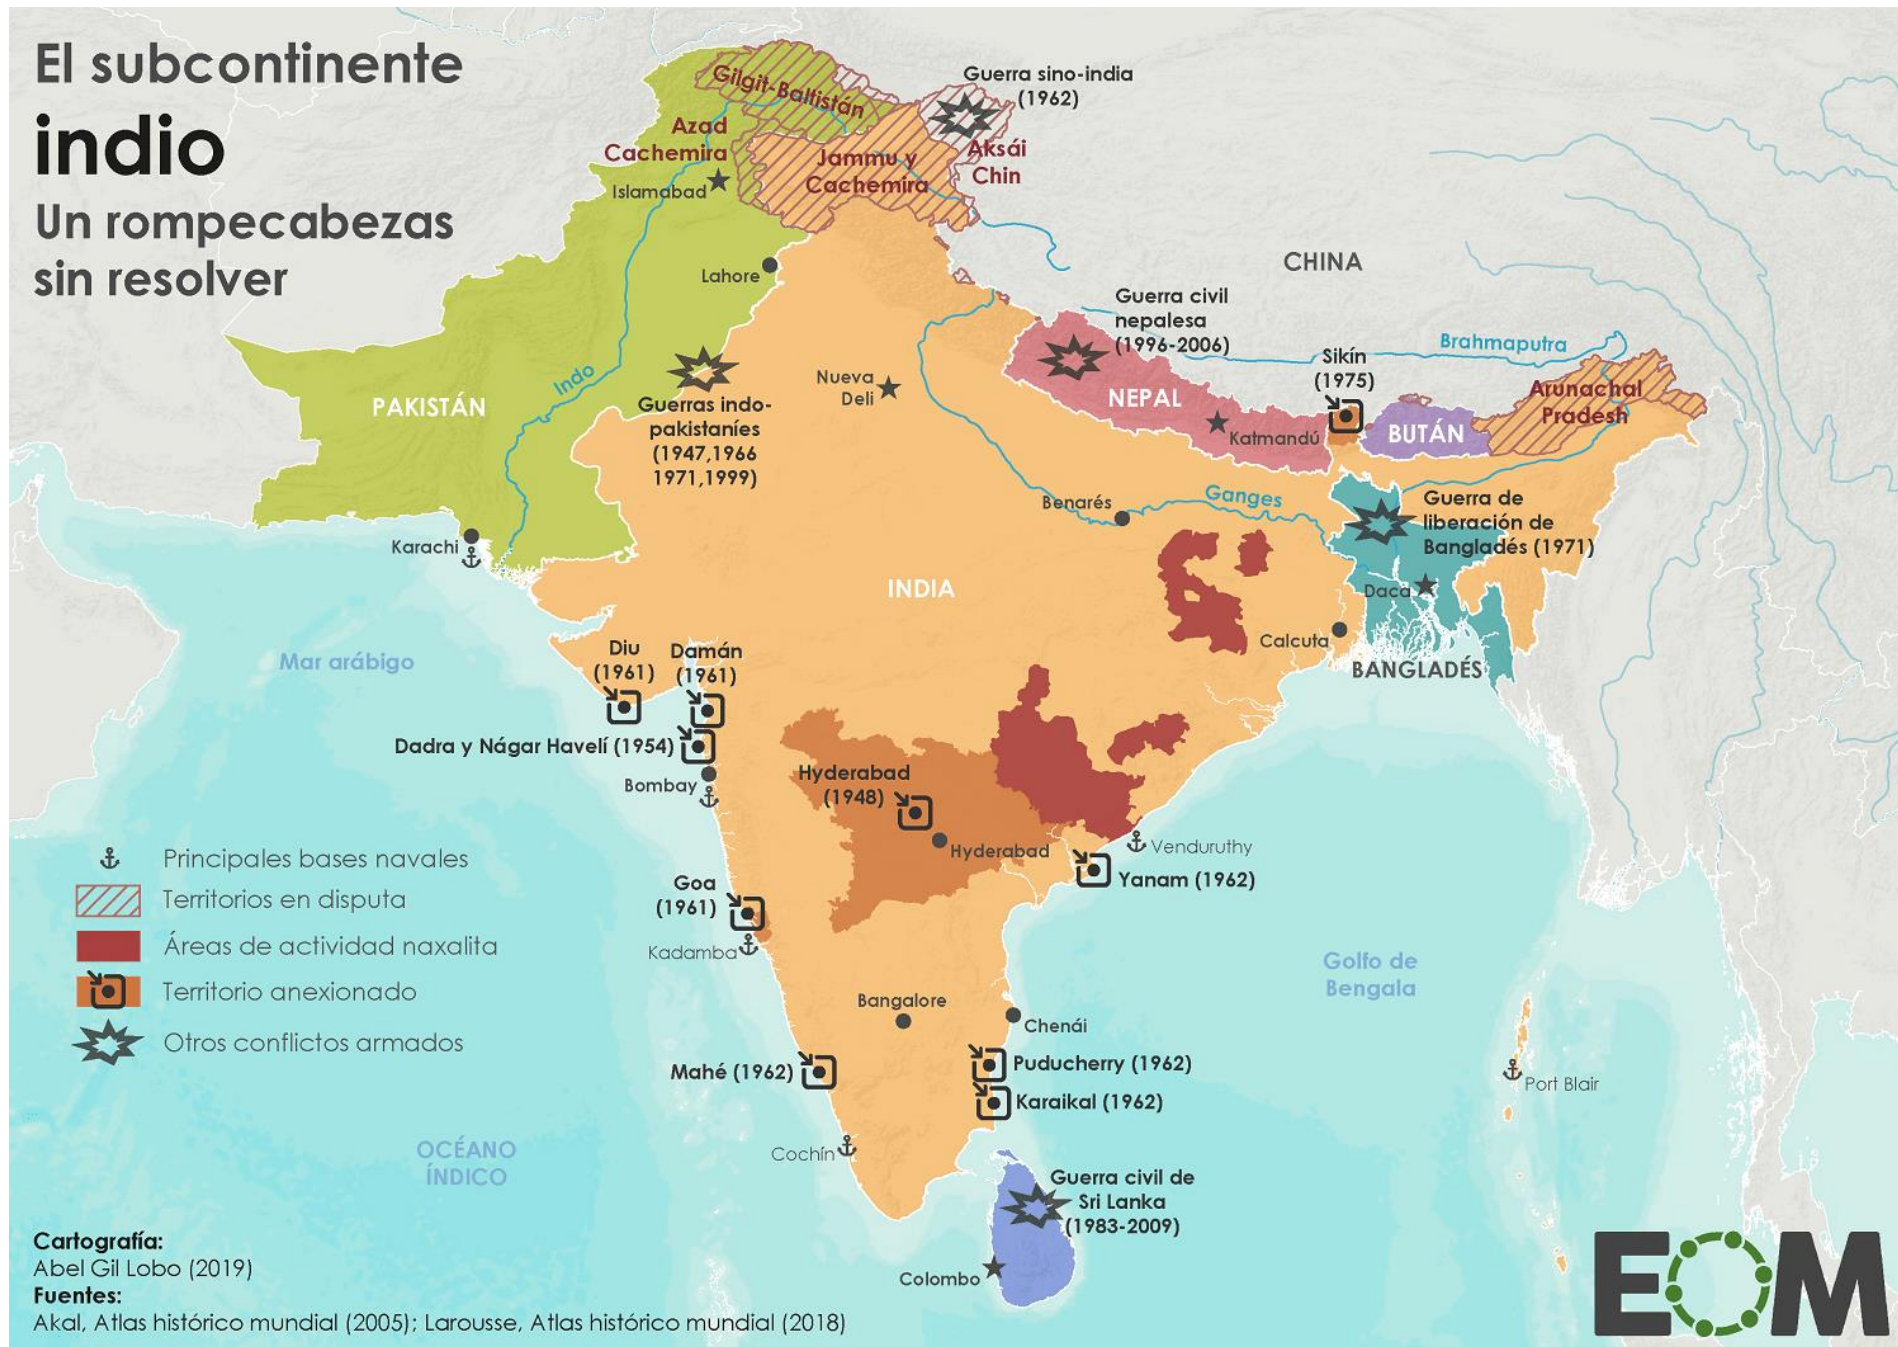 El subcontinente
indio
Un rompecabezas
sin resolver
Gilgit-Baltistán
Guerra sino-india
(1962)
Azad
Cachemira
Aksái
Chin
Jammu y
Cachemira
Islamabad
CHINA
Lahore
Guerra civil
nepalesa
(1996-2006)
Brahmaputra
Sikín
(1975)
Indo
Nueva
Deli
NEPAL
Arunachal
Pradesh
PAKISTÁN
Guerras indo-
pakistaníes
(1947,1966
1971,1999)
Katmandú
BUTÁN
Benarés
Ganges
Guerra de
liberación de
Bangladés (1971)
Karachi
INDIA
Daca
Calcuta
BANGLADÉS
Mar arábigo
Diu
(1961)
Damán
(1961)
Dadra y Nágar Havelí (1954)
Bombay
Hyderabad
(1948)
Hyderabad
Venduruthy
Yanam (1962)
Principales bases navales
Territorios en disputa
Áreas de actividad naxalita
Territorio anexionado
Otros conflictos armados
Goa
(1961)
Kadamba
Golfo de
Bengala
Bangalore
Chenái
Mahé (1962)
Puducherry (1962)
Karaikal (1962)
Port Blair
OCÉANO
ÍNDICO
Cochín
Guerra civil de
Sri Lanka
(1983-2009)
Colombo
Cartografía:
Abel Gil Lobo (2019)
Fuentes:
Akal, Atlas histórico mundial (2005); Larousse, Atlas histórico mundial (2018)
EOM